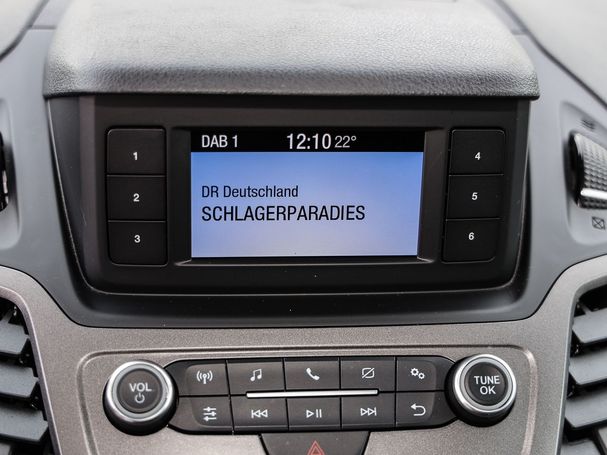 DAB 1 12:10 22°
1
4
DR Deutschland
2
5
SCHLAGERPARADIES
3
6
VOL
TUNE
OK